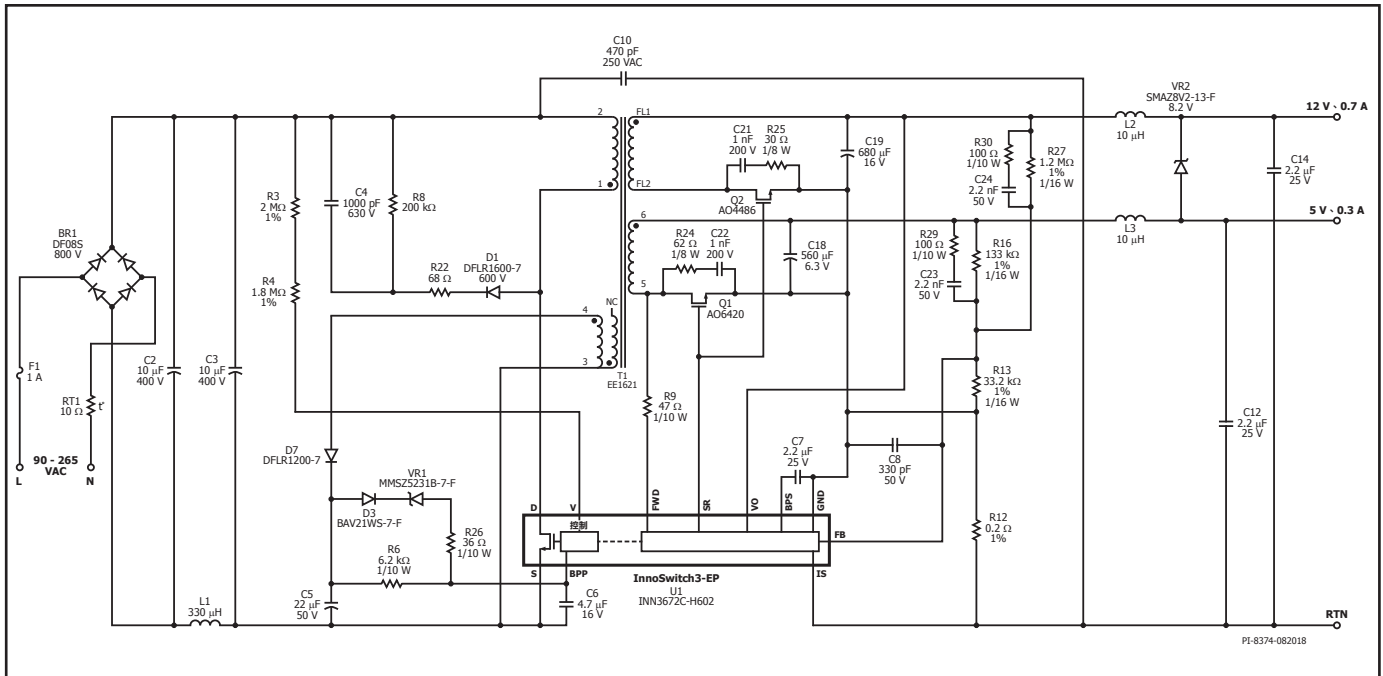 C10
470 pF
250 VAC
2
FL1
1
FL2
C21
1 nF
200 V
R25
30 Ω
1/8 W
Q2
AO4486
C19
680 μF
16 V
R30
100 Ω
1/10 W
C24
2.2 nF
50 V
R27
1.2 MΩ
1%
1/16 W
L2
10 μH
VR2
SMAZ8V2-13-F
8.2 V
12 V、0.7 A
C14
2.2 μF
25 V
5 V、0.3 A
L3
10 μH
R3
2 MΩ
1%
C4
1000 pF
630 V
R8
200 kΩ
BR1
DF08S
800 V
R4
1.8 MΩ
1%
R22
68 Ω
D1
DFLR1600-7
600 V
6
5
R24
62 Ω
1/8 W
C22
1 nF
200 V
Q1
AO6420
C18
560 μF
6.3 V
R29
100 Ω
1/10 W
C23
2.2 nF
50 V
R16
133 kΩ
1%
1/16 W
NC
4
3
T1
EE1621
F1
1 A
RT1
10 Ω
t°
C2
10 μF
400 V
C3
10 μF
400 V
R9
47 Ω
1/10 W
R13
33.2 kΩ
1%
1/16 W
C12
2.2 μF
25 V
90 - 265
VAC
L
N
D7
DFLR1200-7
VR1
MMSZ5231B-7-F
D3
BAV21WS-7-F
R26
36 Ω
1/10 W
R6
6.2 kΩ
1/10 W
C7
2.2 μF
25 V
C8
330 pF
50 V
D
V
FWD
SR
VO
BPS
GND
控制
FB
S
BPP
IS
InnoSwitch3-EP
U1
INN3672C-H602
R12
0.2 Ω
1%
C5
22 μF
50 V
C6
4.7 μF
16 V
L1
330 μH
RTN
PI-8374-082018